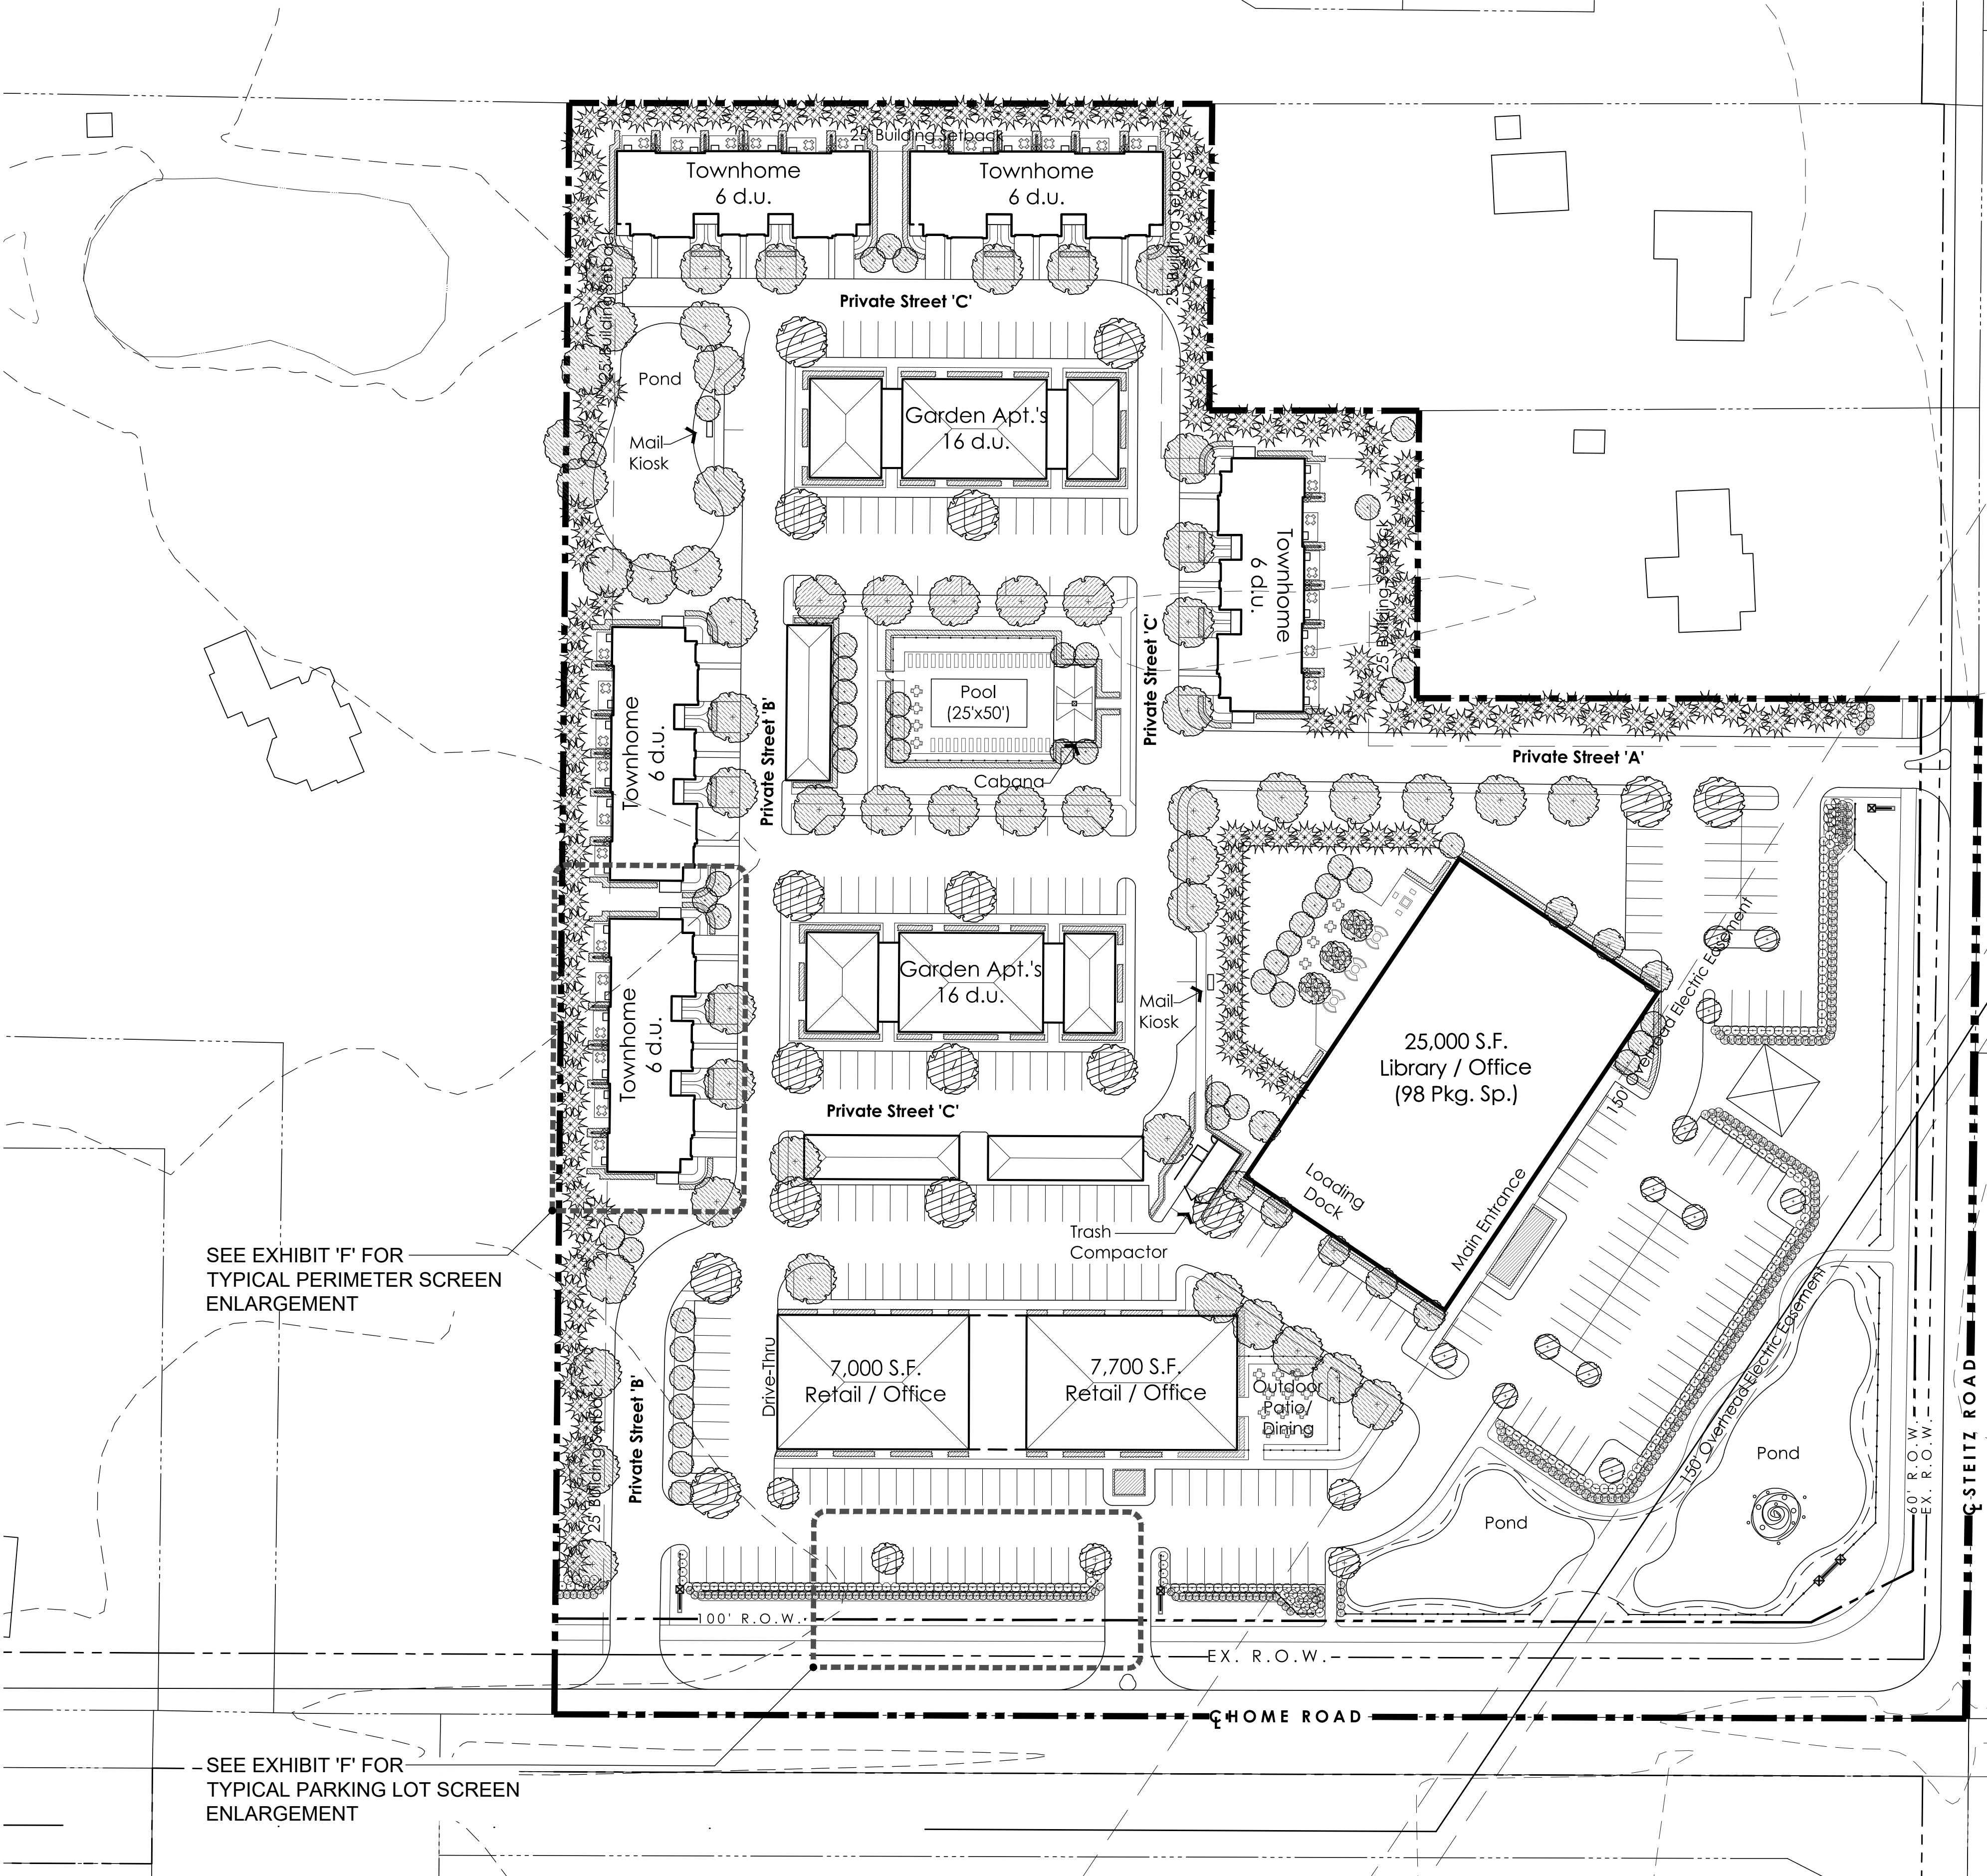 25' Building Setback
Townhome
6 d.u.
Townhome
6 d.u.
25' Building Setback
25' Building Setback
Private Street 'C'
Pond
Mail
Kiosk
Garden Apt.'s
16 d.u.
Townhome
6 d.u.
25' Building Setback
Private Street 'C'
Pool
(25'x50')
Cabana
Private Street 'B'
Townhome
6 d.u.
Private Street 'A'
Garden Apt.'s
16 d.u.
Mail
Kiosk
Townhome
6 d.u.
25,000 S.F.
Library / Office
(98 Pkg. Sp.)
150' Overhead Electric Easement
Private Street 'C'
Loading
Dock
Main Entrance
Trash
Compactor
SEE EXHIBIT 'F' FOR
TYPICAL PERIMETER SCREEN
ENLARGEMENT
Drive-Thru
7,000 S.F.
Retail / Office
7,700 S.F.
Retail / Office
Outdoor
Patio/
Dining
25' Building Setback
Private Street 'B'
150' Overhead Electric Easement
Pond
Pond
60' R.O.W.
EX. R.O.W.
CL STEITZ ROAD
100' R.O.W.
EX. R.O.W.
CL HOME ROAD
SEE EXHIBIT 'F' FOR
TYPICAL PARKING LOT SCREEN
ENLARGEMENT